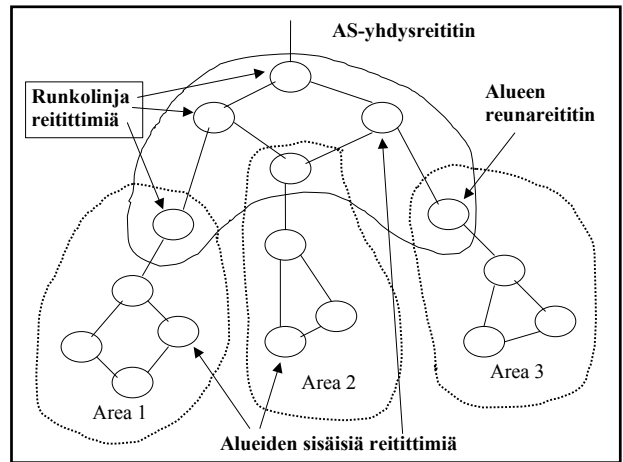 AS-yhdysreititin
Runkolinja
reitittimiä
Alueen
reunareititin
Area 1
Area 2
Area 3
Alueiden sisäisiä reitittimiä